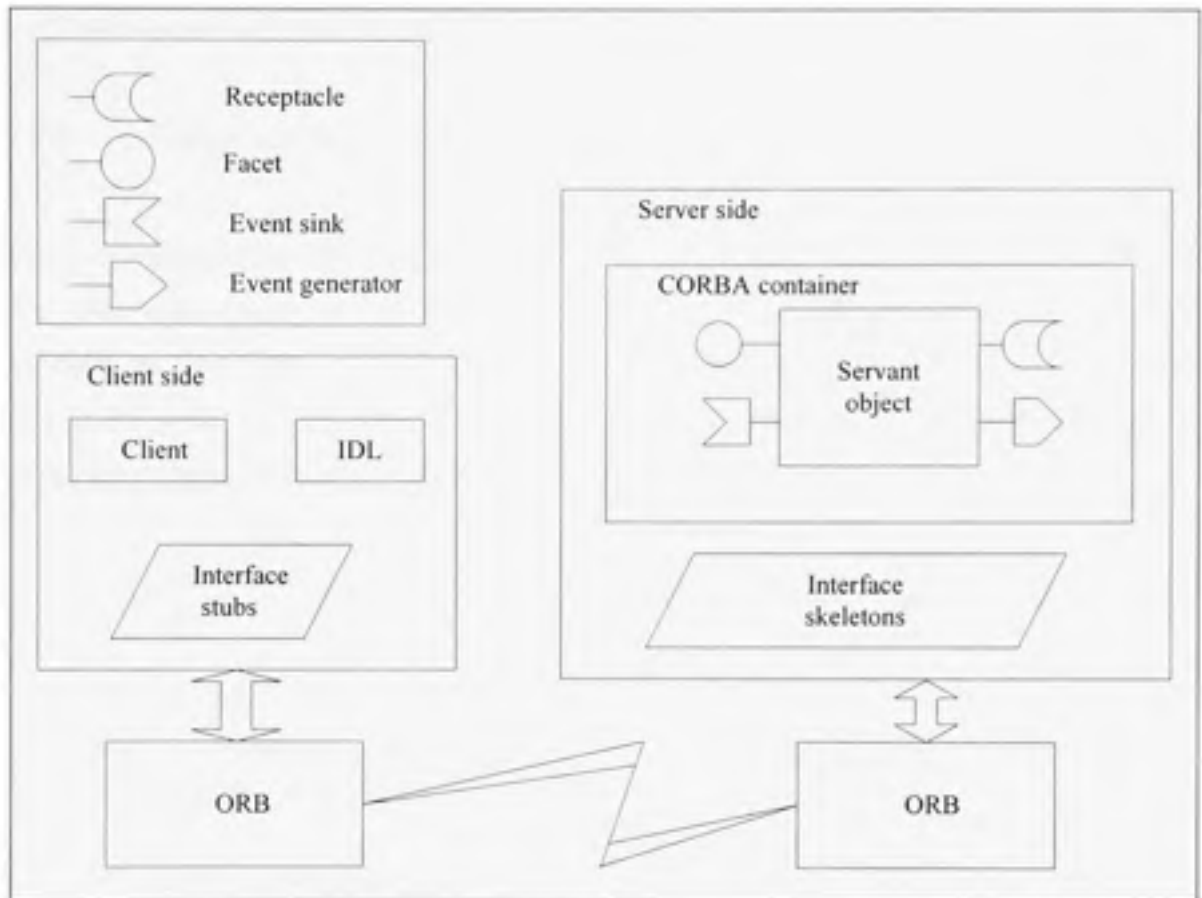 Receptacle
Facet
Event sink
Event generator
Server side
CORBA container
Servant
object
Client side
Client
IDL
Interface
stubs
Interface
skeletons
ORB
ORB